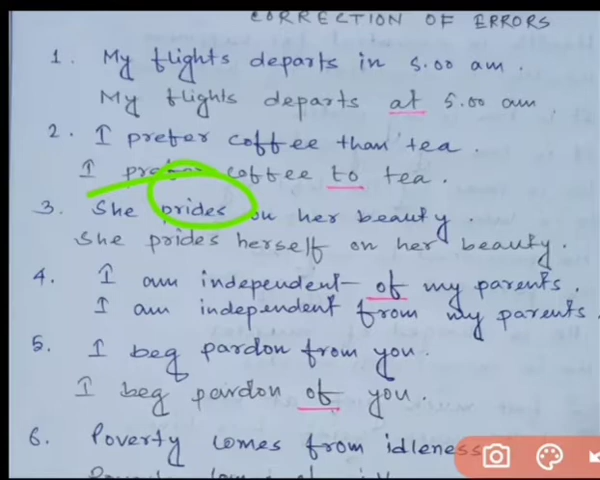 CORRECTION OF ERRORS
1. My flights departs in 5.00 am.
My flights departs at 5.00 am
2. I prefer coffee than tea.
I prefer coffee to tea.
3. She prides on her beauty.
She prides herself on her beauty.
4. I am independent of my parents.
I am independent from my parents.
5. I beg pardon from you.
I beg pardon of you.
6. Poverty comes from idleness
Poverty